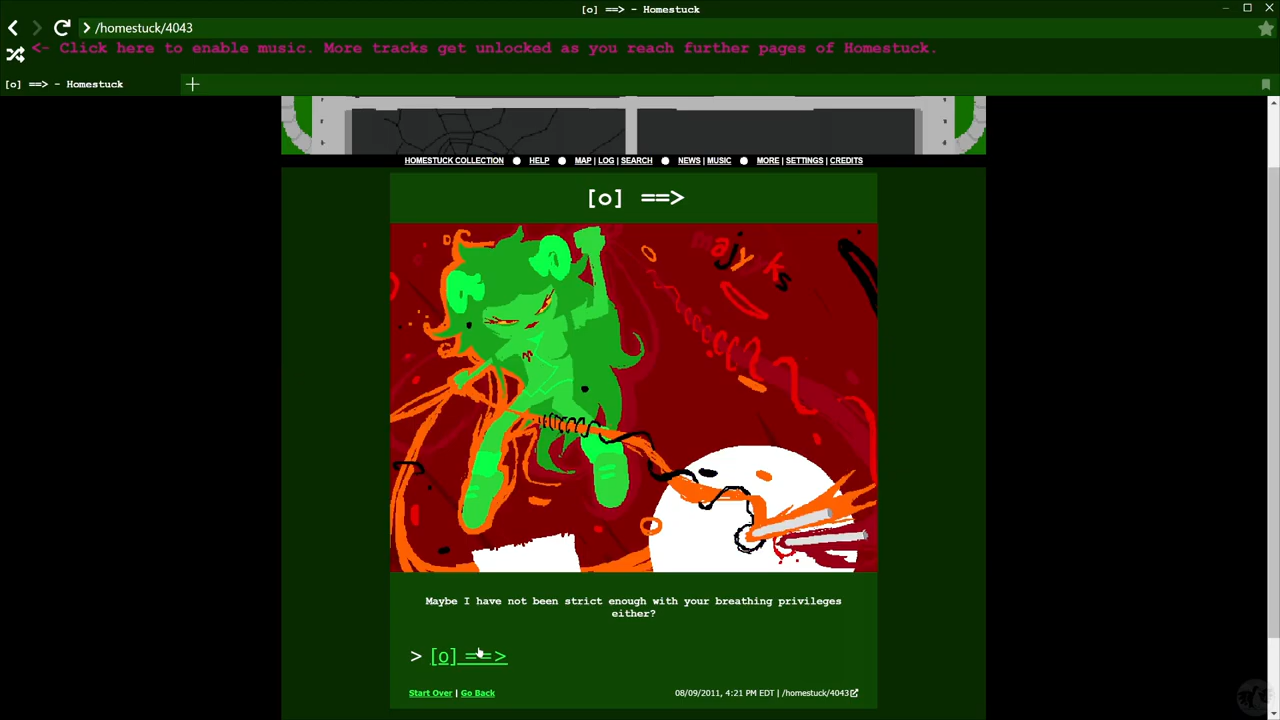 [o] ==> - Homestuck
/homestuck/4043
<- Click here to enable music. More tracks get unlocked as you reach further pages of Homestuck.
[o] ==> - Homestuck
HOMESTUCK COLLECTION HELP MAP | LOG | SEARCH NEWS | MUSIC MORE | SETTINGS | CREDITS
[o] ==>
Maybe I have not been strict enough with your breathing privileges
either?
> [o] ==>
Start Over | Go Back 08/09/2011, 4:21 PM EDT | /homestuck/4043